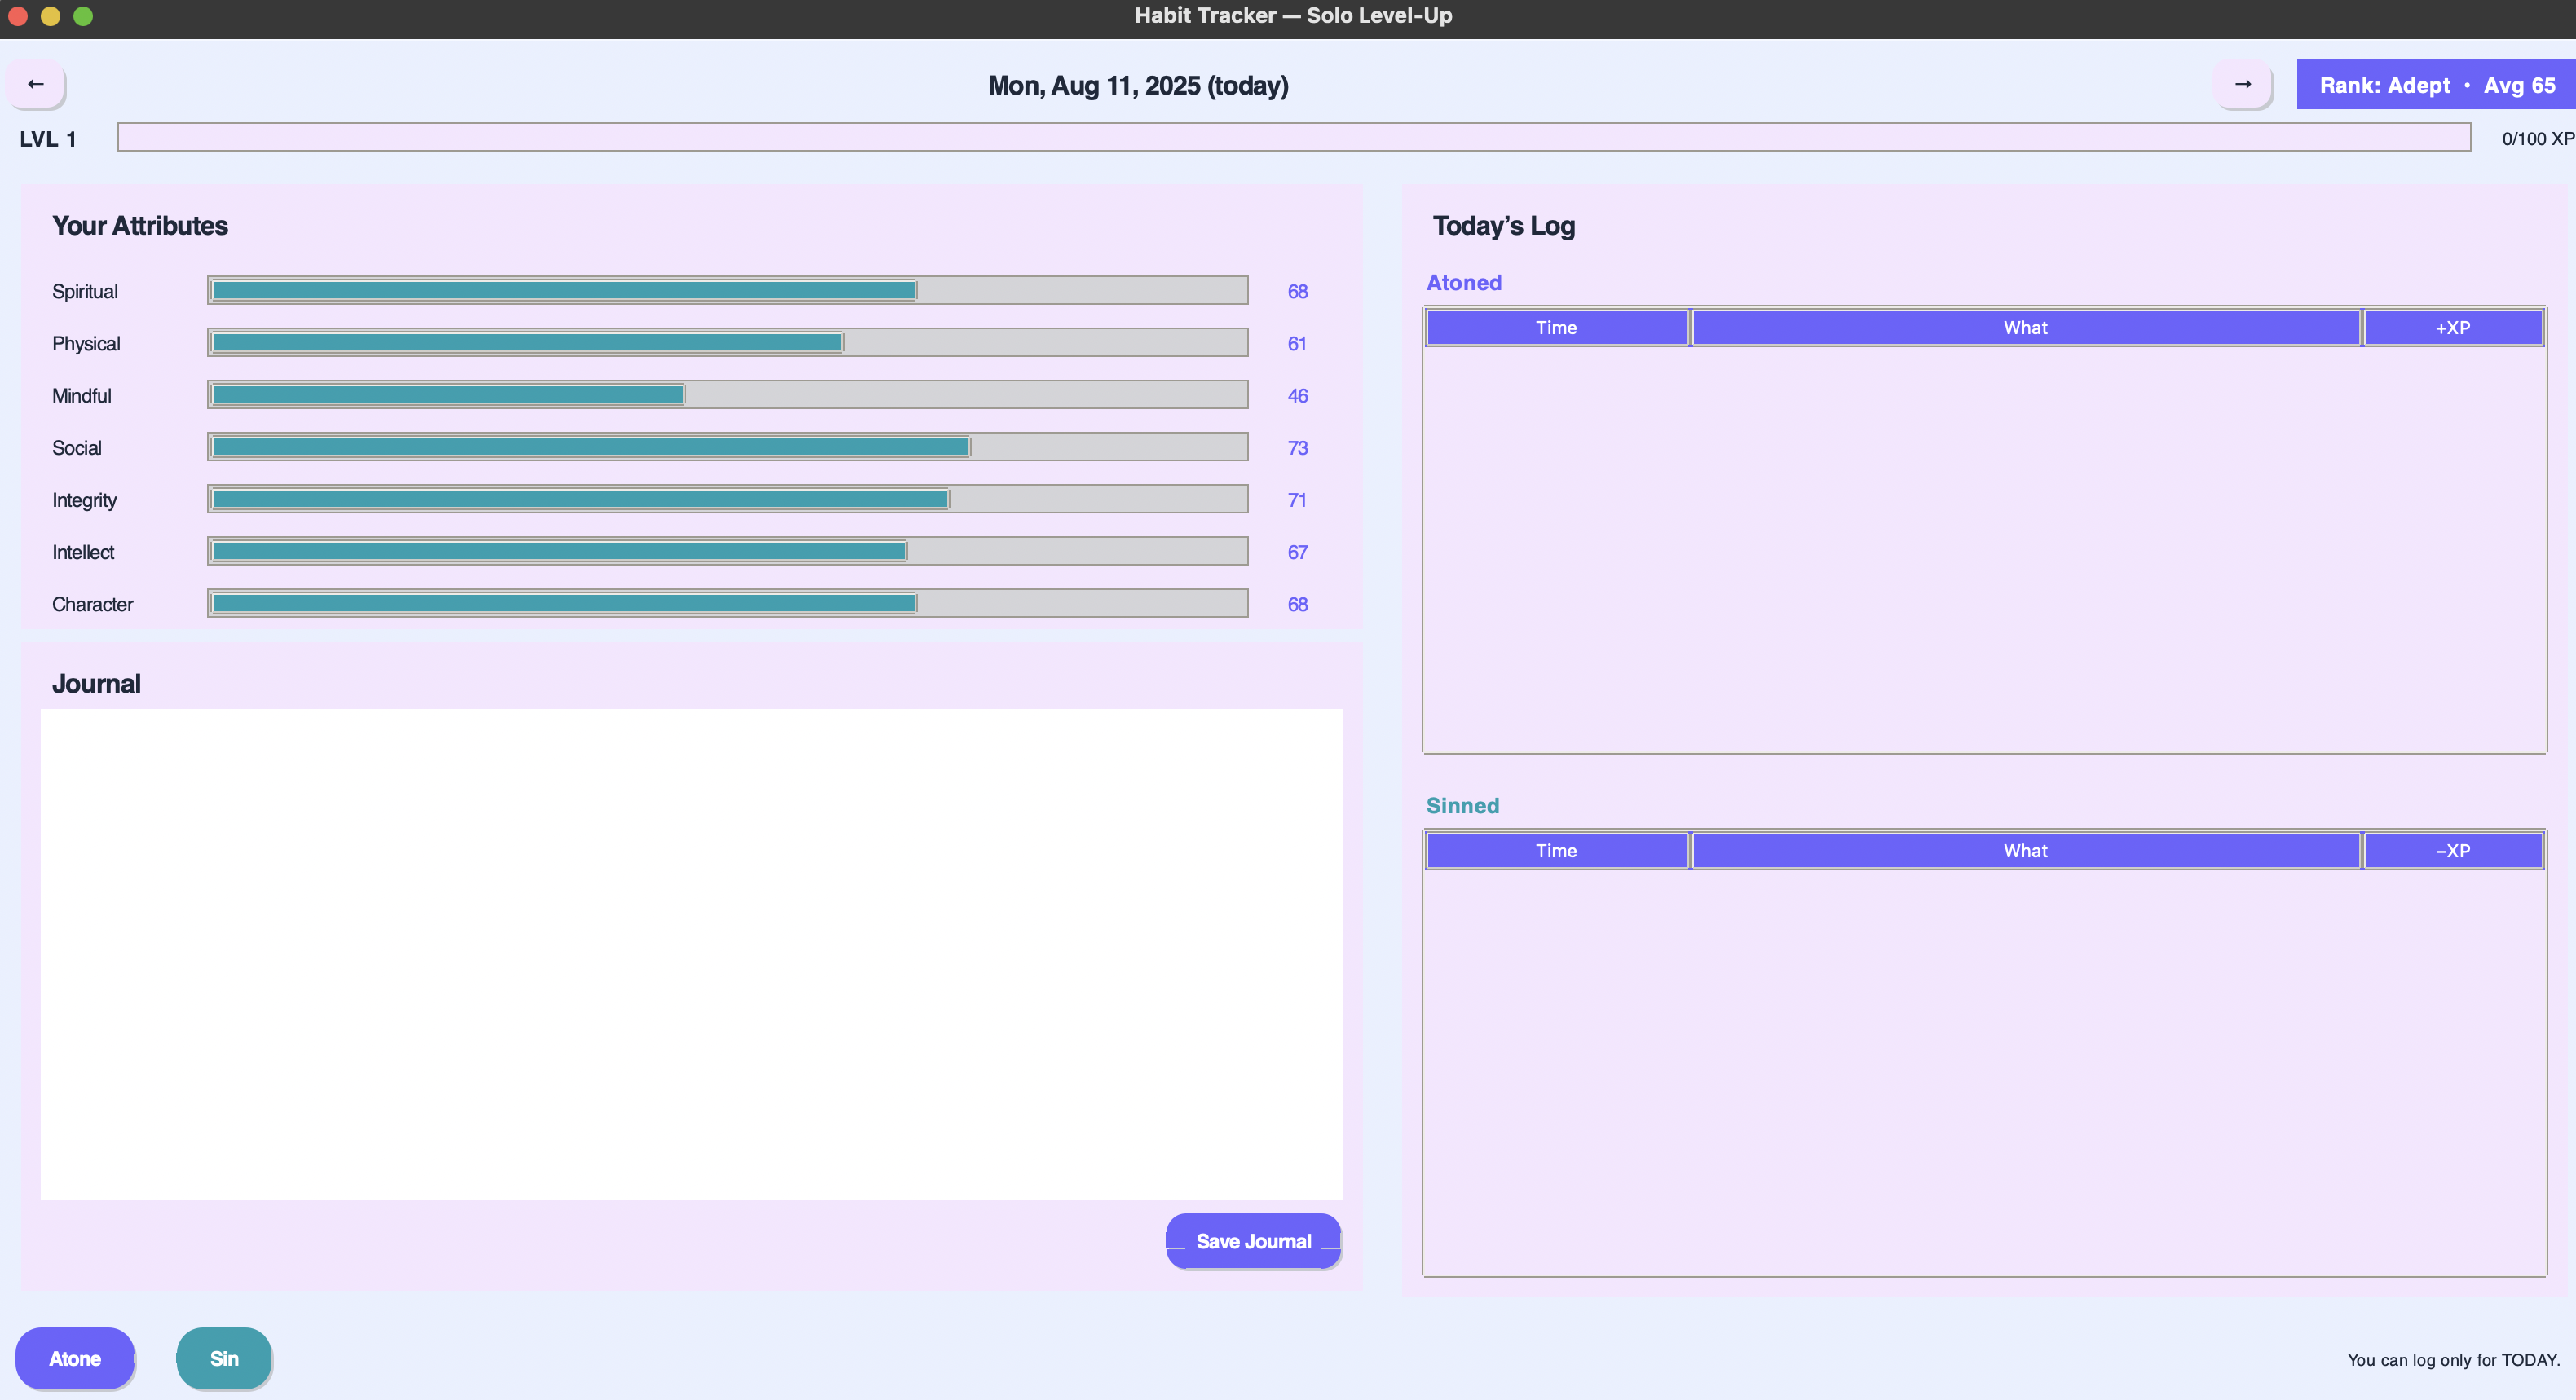 Habit Tracker — Solo Level-Up
←
Mon, Aug 11, 2025 (today)
→
Rank: Adept • Avg 65
LVL 1
0/100 XP
Your Attributes
Spiritual 68
Physical 61
Mindful 46
Social 73
Integrity 71
Intellect 67
Character 68
Journal
Save Journal
Today’s Log
Atoned
Time What +XP
Sinned
Time What –XP
Atone
Sin
You can log only for TODAY.